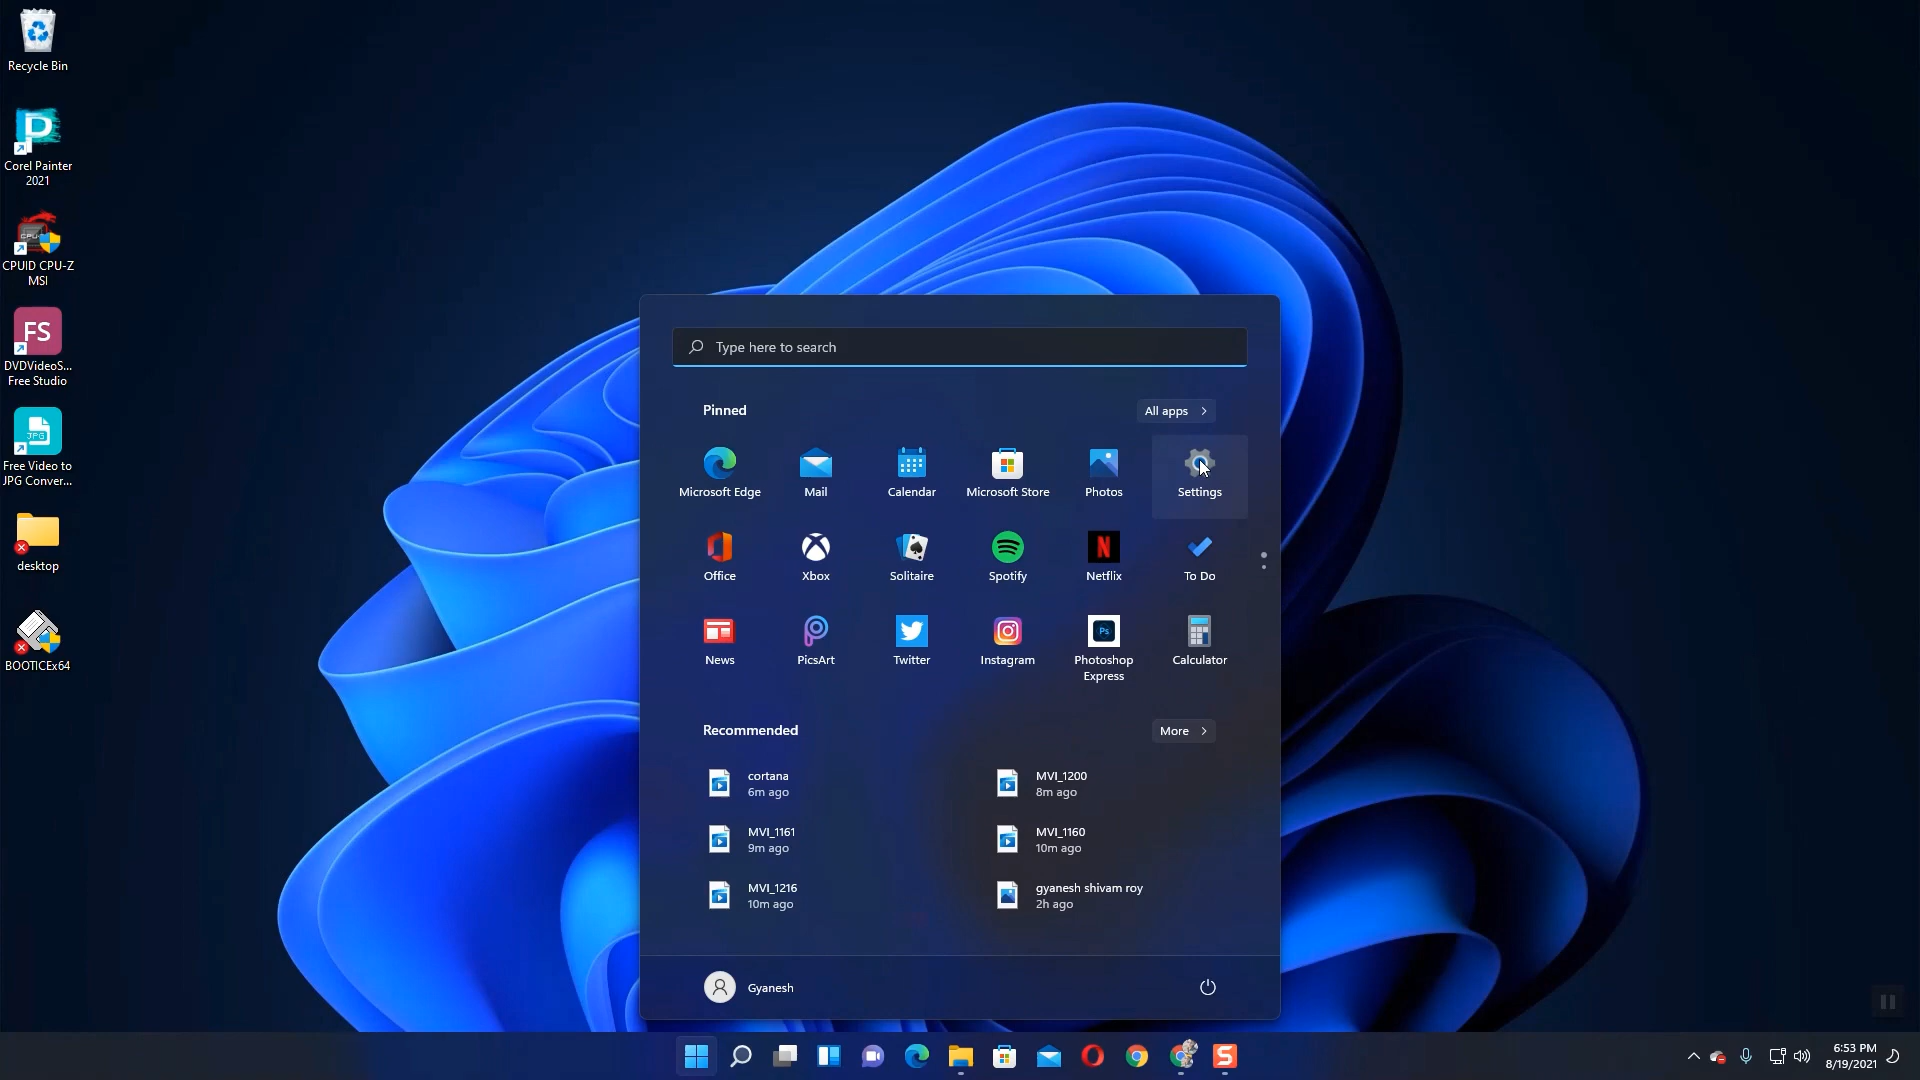 Recycle Bin
Corel Painter
2021
CPUID CPU-Z
MSI
FS
DVDVideoS...
Free Studio
JPG
Free Video to
JPG Conver...
desktop
BOOTICEx64
Type here to search
Pinned
All apps
Microsoft Edge
Mail
Calendar
Microsoft Store
Photos
Settings
Office
Xbox
Solitaire
Spotify
Netflix
To Do
News
PicsArt
Twitter
Instagram
Ps
Photoshop
Express
Calculator
Recommended
More
cortana
6m ago
MVI_1200
8m ago
MVI_1161
9m ago
MVI_1160
10m ago
MVI_1216
10m ago
gyanesh shivam roy
2h ago
Gyanesh
6:53 PM
8/19/2021